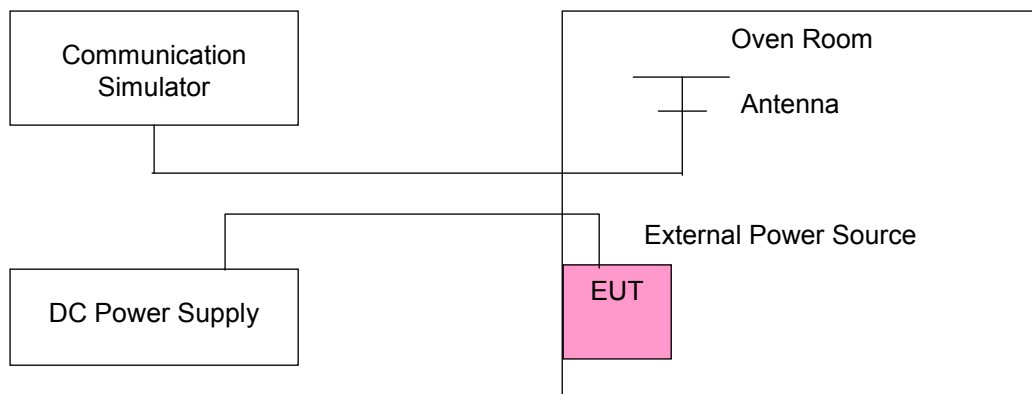 Communication
Simulator
Oven Room
Antenna
External Power Source
DC Power Supply
EUT